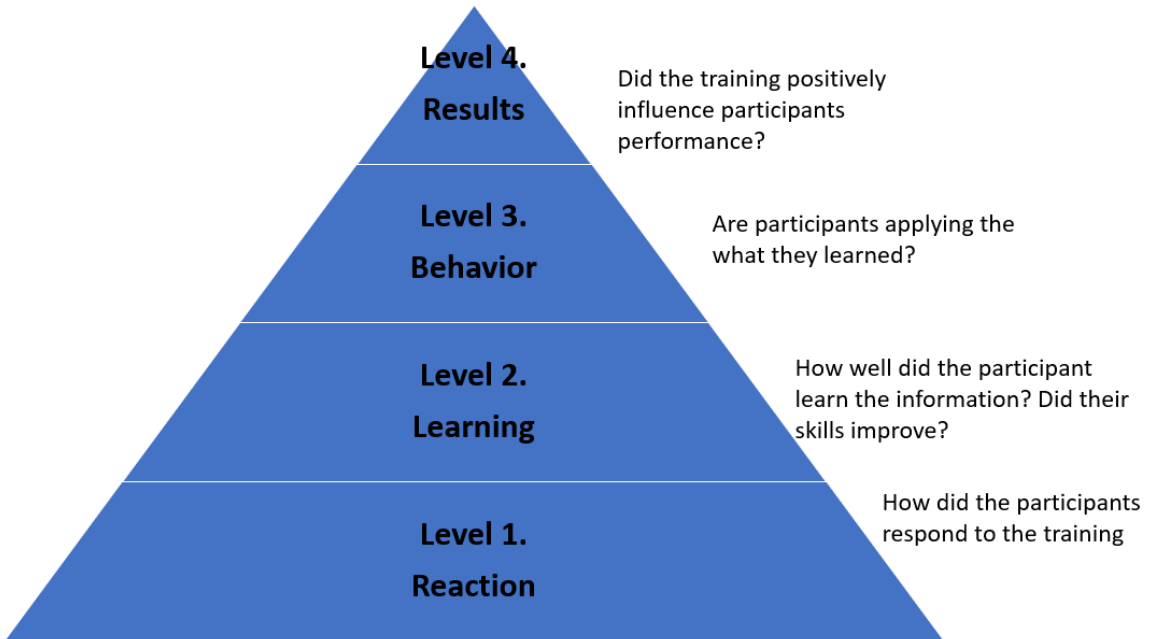 Level 4.
Results
Did the training positively
influence participants
performance?
Level 3.
Behavior
Are participants applying the
what they learned?
Level 2.
Learning
How well did the participant
learn the information? Did their
skills improve?
Level 1.
Reaction
How did the participants
respond to the training